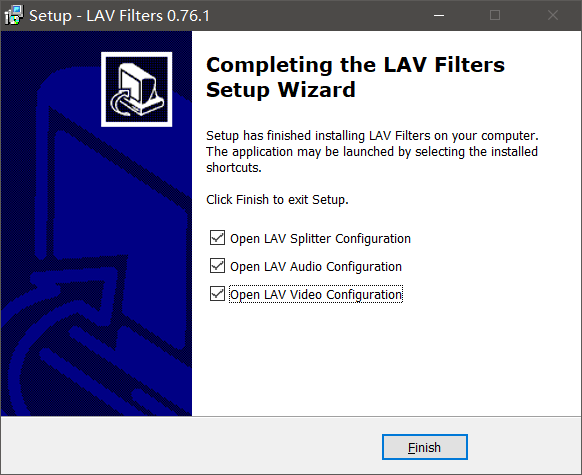 Setup - LAV Filters 0.76.1
Completing the LAV Filters
Setup Wizard
Setup has finished installing LAV Filters on your computer.
The application may be launched by selecting the installed
shortcuts.
Click Finish to exit Setup.
Open LAV Splitter Configuration
Open LAV Audio Configuration
Open LAV Video Configuration
Finish